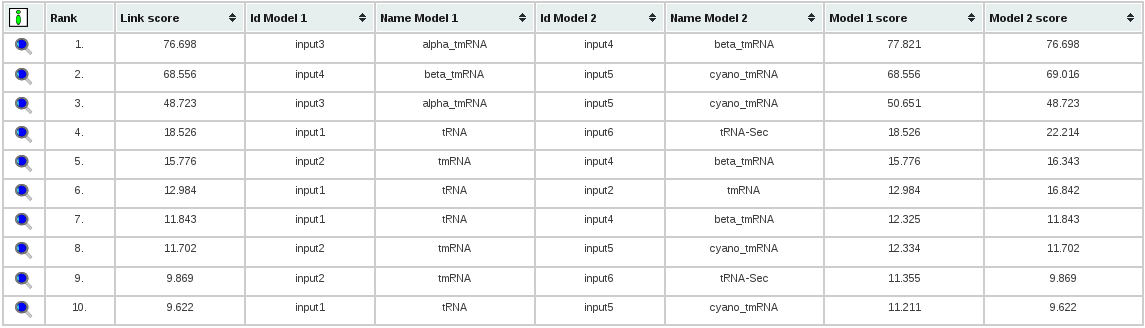 i Rank Link score Id Model 1 Name Model 1 Id Model 2 Name Model 2 Model 1 score Model 2 score
1. 76.698 input3 alpha_tmRNA input4 beta_tmRNA 77.821 76.698
2. 68.556 input4 beta_tmRNA input5 cyano_tmRNA 68.556 69.016
3. 48.723 input3 alpha_tmRNA input5 cyano_tmRNA 50.651 48.723
4. 18.526 input1 tRNA input6 tRNA-Sec 18.526 22.214
5. 15.776 input2 tmRNA input4 beta_tmRNA 15.776 16.343
6. 12.984 input1 tRNA input2 tmRNA 12.984 16.842
7. 11.843 input1 tRNA input4 beta_tmRNA 12.325 11.843
8. 11.702 input2 tmRNA input5 cyano_tmRNA 12.334 11.702
9. 9.869 input2 tmRNA input6 tRNA-Sec 11.355 9.869
10. 9.622 input1 tRNA input5 cyano_tmRNA 11.211 9.622